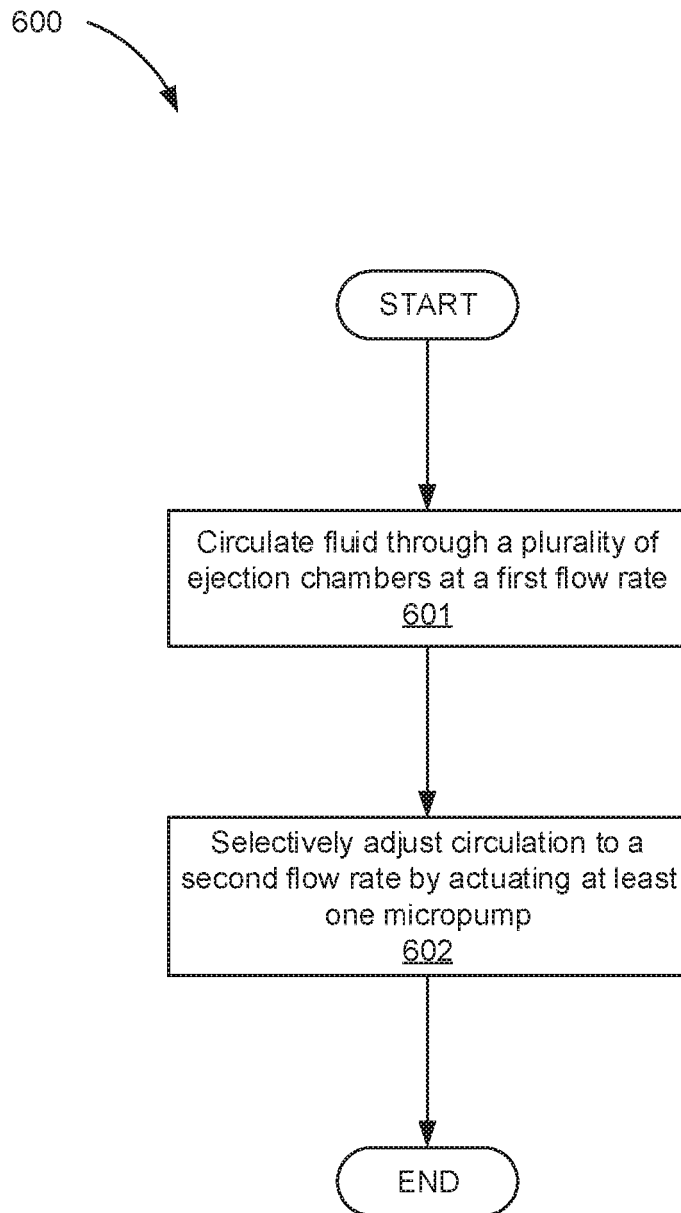 600
START
Circulate fluid through a plurality of
ejection chambers at a first flow rate
601
Selectively adjust circulation to a
second flow rate by actuating at least
one micropump
602
END